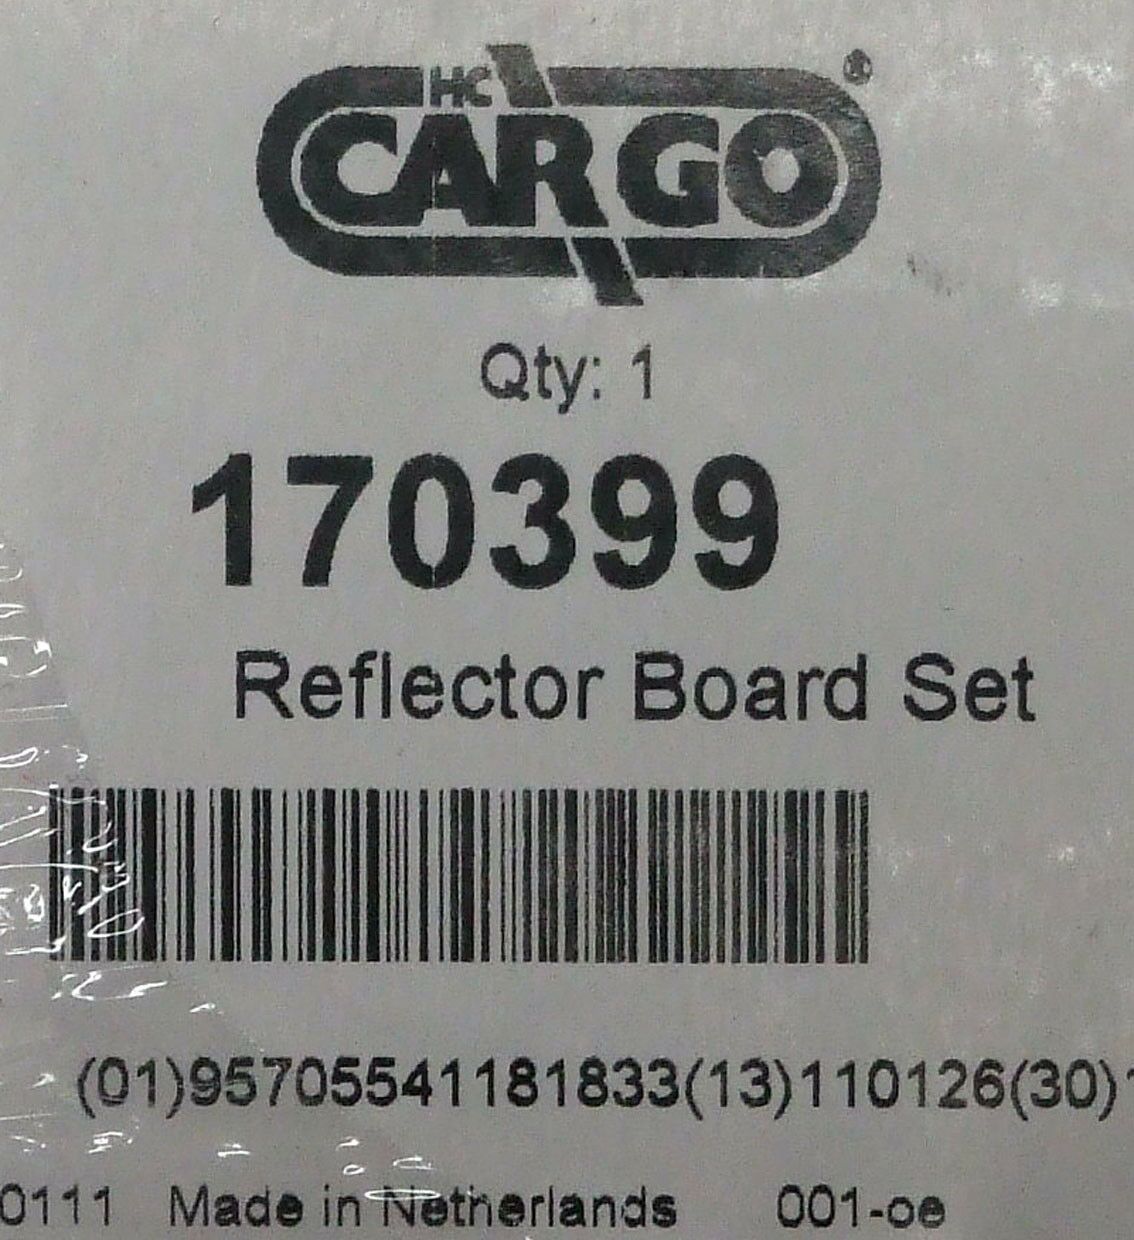 HC
CARGO®
Qty: 1
170399
Reflector Board Set
(01)95705541181833(13)110126(30)1
0111 Made in Netherlands 001-oe